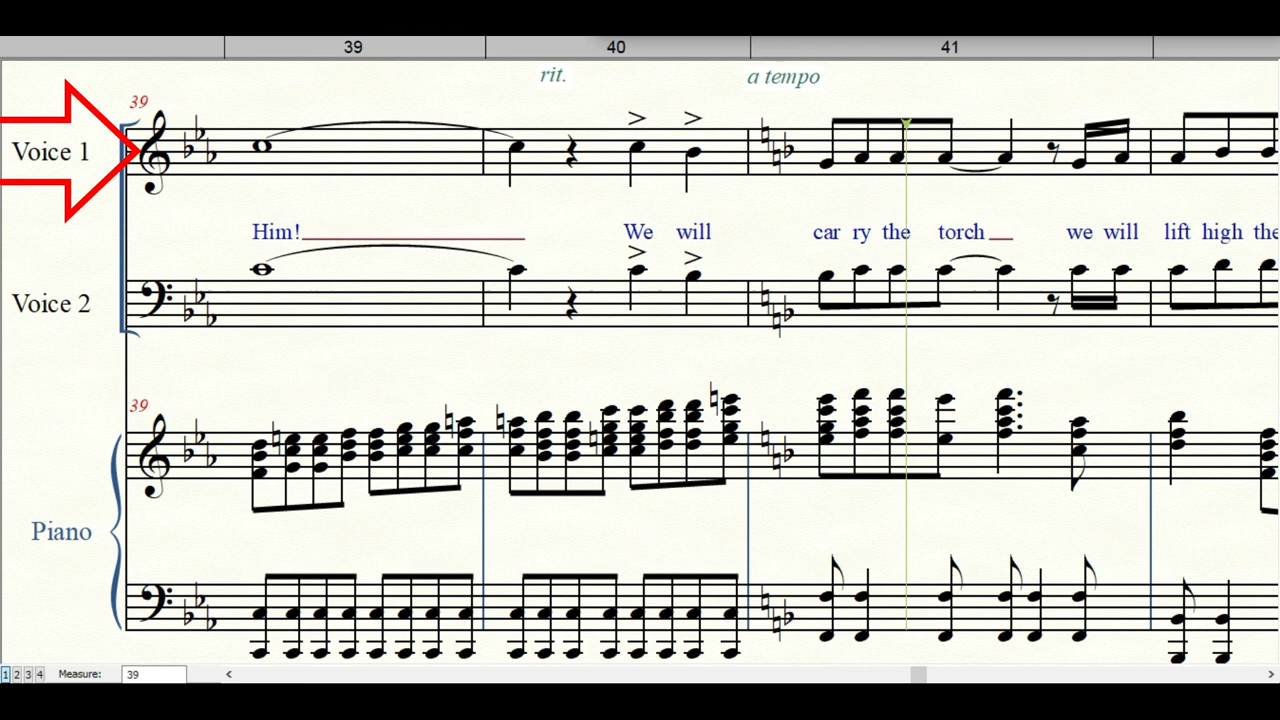 39 40 41
rit. a tempo
39
Voice 1
Him! We will car ry the torch we will lift high the
Voice 2
39
Piano
1 2 3 4 Measure: 39